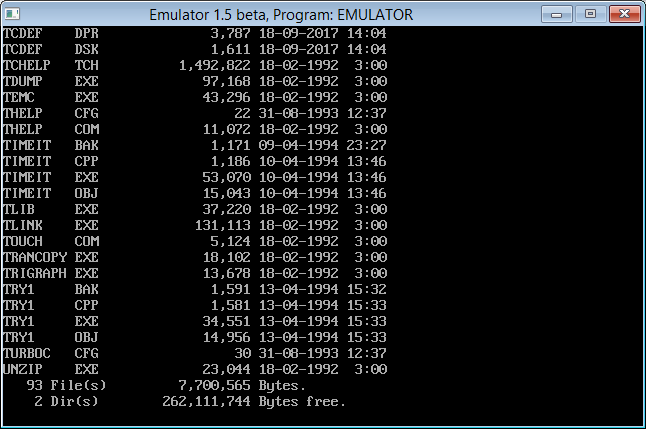 Emulator 1.5 beta, Program: EMULATOR
TCDEF    DPR              3,787 18-09-2017 14:04
TCDEF    DSK              1,611 18-09-2017 14:04
TCHELP   TCH          1,492,822 18-02-1992  3:00
TDUMP    EXE             97,168 18-02-1992  3:00
TEMC     EXE             43,296 18-02-1992  3:00
THELP    CFG                 22 31-08-1993 12:37
THELP    COM             11,072 18-02-1992  3:00
TIMEIT   BAK              1,171 09-04-1994 23:27
TIMEIT   CPP              1,186 10-04-1994 13:46
TIMEIT   EXE             53,070 10-04-1994 13:46
TIMEIT   OBJ             15,043 10-04-1994 13:46
TLIB     EXE             37,220 18-02-1992  3:00
TLINK    EXE            131,113 18-02-1992  3:00
TOUCH    COM              5,124 18-02-1992  3:00
TRANCOPY EXE             18,102 18-02-1992  3:00
TRIGRAPH EXE             13,678 18-02-1992  3:00
TRY1     BAK              1,591 13-04-1994 15:32
TRY1     CPP              1,581 13-04-1994 15:33
TRY1     EXE             34,551 13-04-1994 15:33
TRY1     OBJ             14,956 13-04-1994 15:33
TURBOC   CFG                 30 31-08-1993 12:37
UNZIP    EXE             23,044 18-02-1992  3:00
   93 File(s)         7,700,565 Bytes.
    2 Dir(s)        262,111,744 Bytes free.